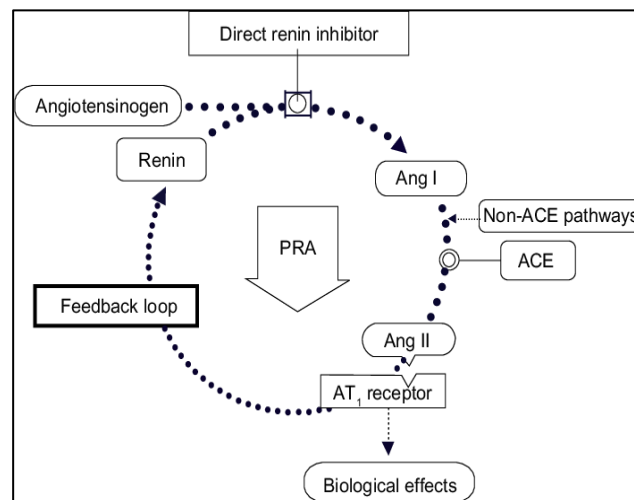 Direct renin inhibitor
Angiotensinogen
Renin
Ang I
Non-ACE pathways
PRA
ACE
Feedback loop
Ang II
AT1 receptor
Biological effects